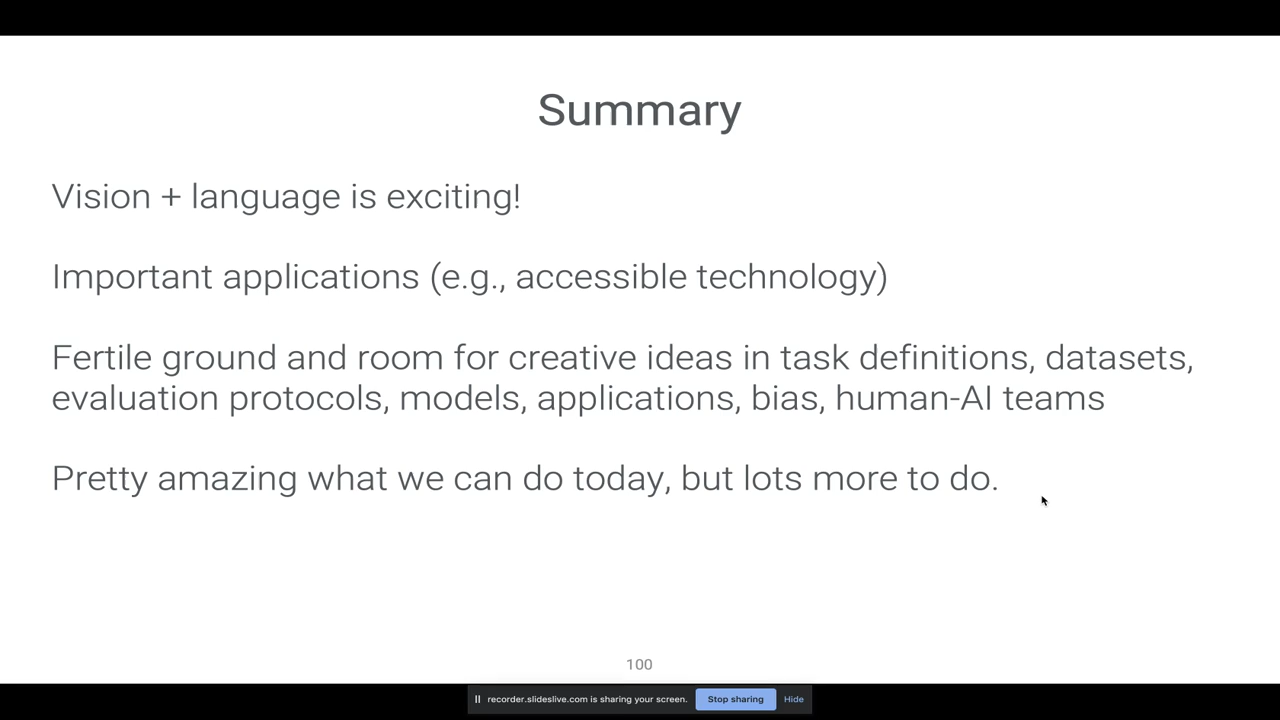 Summary
Vision + language is exciting!
Important applications (e.g., accessible technology)
Fertile ground and room for creative ideas in task definitions, datasets,
evaluation protocols, models, applications, bias, human-AI teams
Pretty amazing what we can do today, but lots more to do.
100
recorder.slideslive.com is sharing your screen. Stop sharing Hide